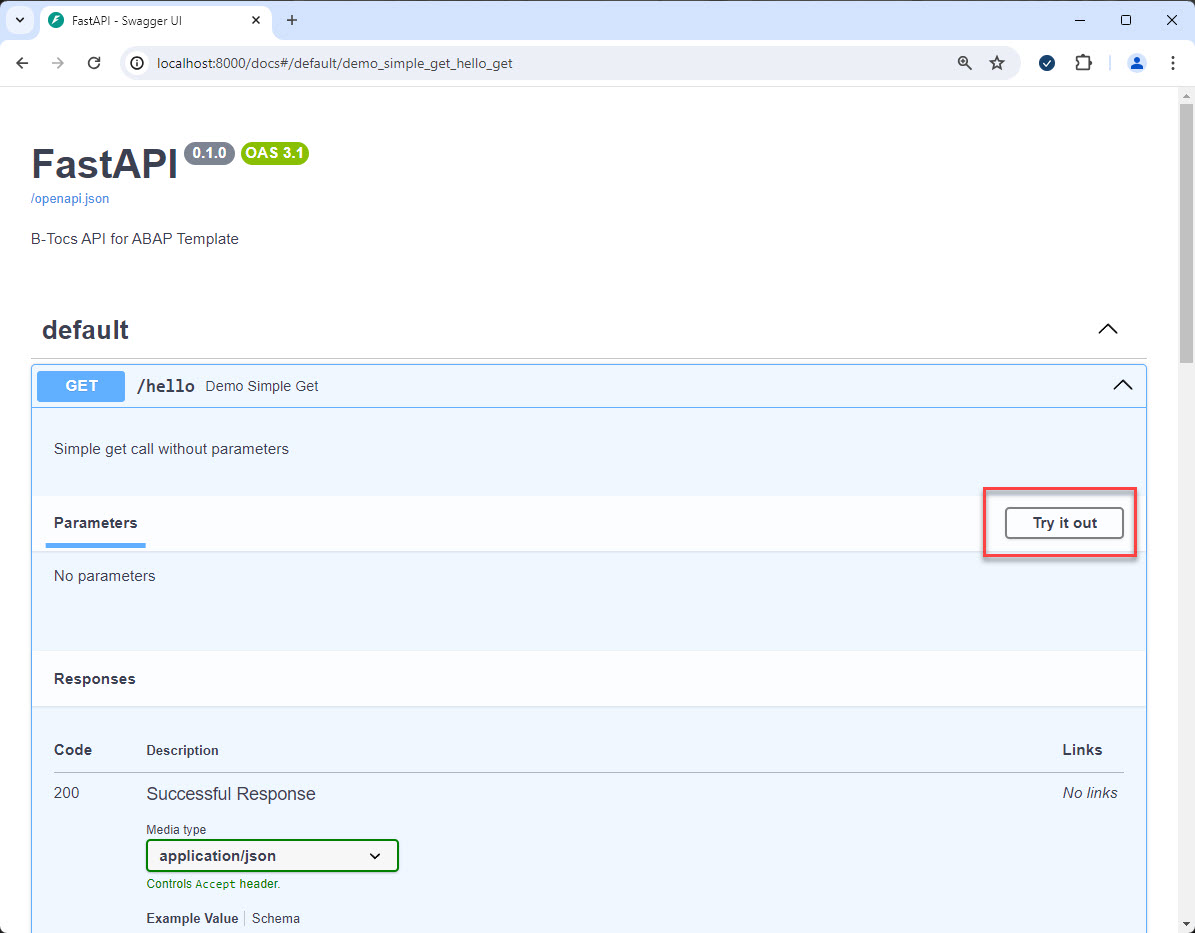 FastAPI - Swagger UI
localhost:8000/docs#/default/demo_simple_get_hello_get
FastAPI 0.1.0 OAS 3.1
/openapi.json
B-Tocs API for ABAP Template
default
GET /hello Demo Simple Get
Simple get call without parameters
Parameters Try it out
No parameters
Responses
Code Description Links
200 Successful Response No links
Media type
application/json
Controls Accept header.
Example Value Schema